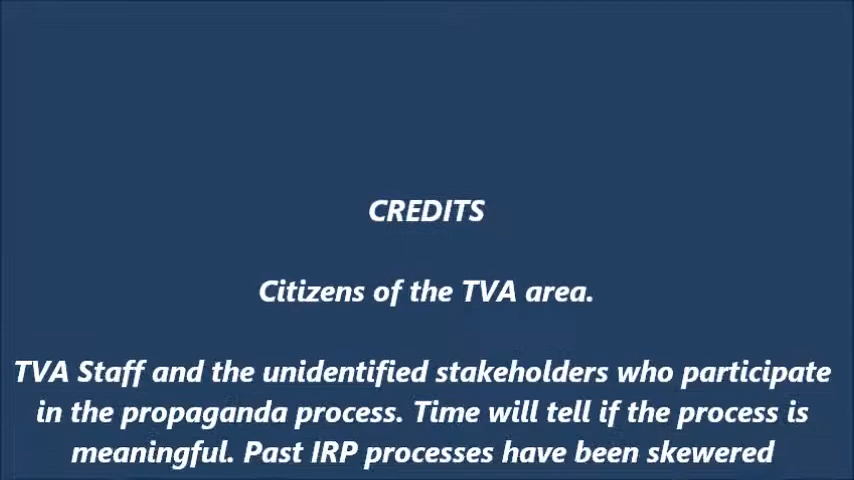 CREDITS
Citizens of the TVA area.
TVA Staff and the unidentified stakeholders who participate
in the propaganda process. Time will tell if the process is
meaningful. Past IRP processes have been skewered